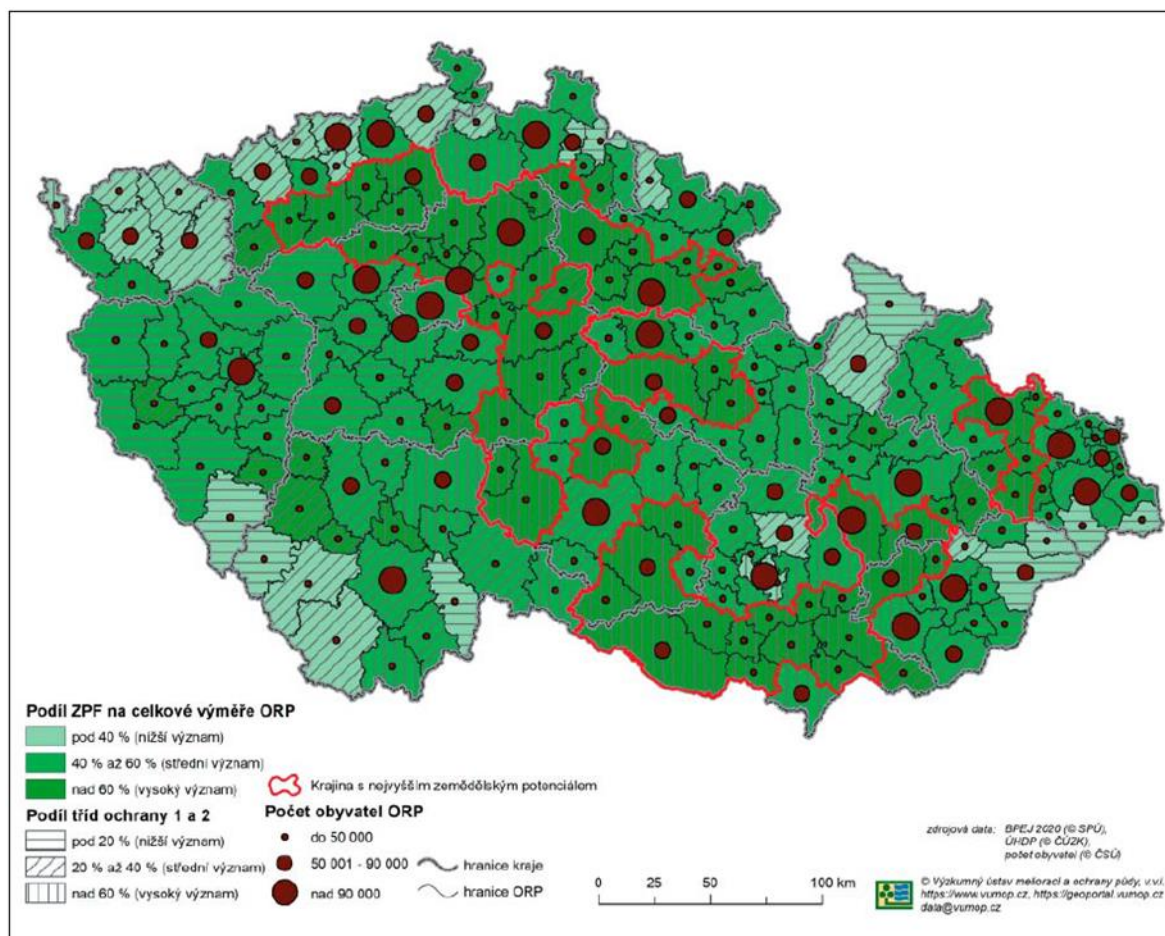 Podíl ZPF na celkové výměře ORP
pod 40 % (nižší význam)
40 % až 60 % (střední význam)
nad 60 % (vysoký význam)
Podíl tříd ochrany 1 a 2
pod 20 % (nižší význam)
20 % až 40 % (střední význam)
nad 60 % (vysoký význam)
Krajina s nejvyšším zemědělským potenciálem
Počet obyvatel ORP
do 50 000
50 001 - 90 000
nad 90 000
hranice kraje
hranice ORP
0 25 50 100 km
zdrojová data: BPEJ 2020 (© SPÚ),
ÚHDP (© ČÚZK),
počet obyvatel (© ČSÚ)
© Výzkumný ústav meliorací a ochrany půdy, v.v.i.
https://www.vumop.cz, https://geoportal.vumop.cz
data@vumop.cz